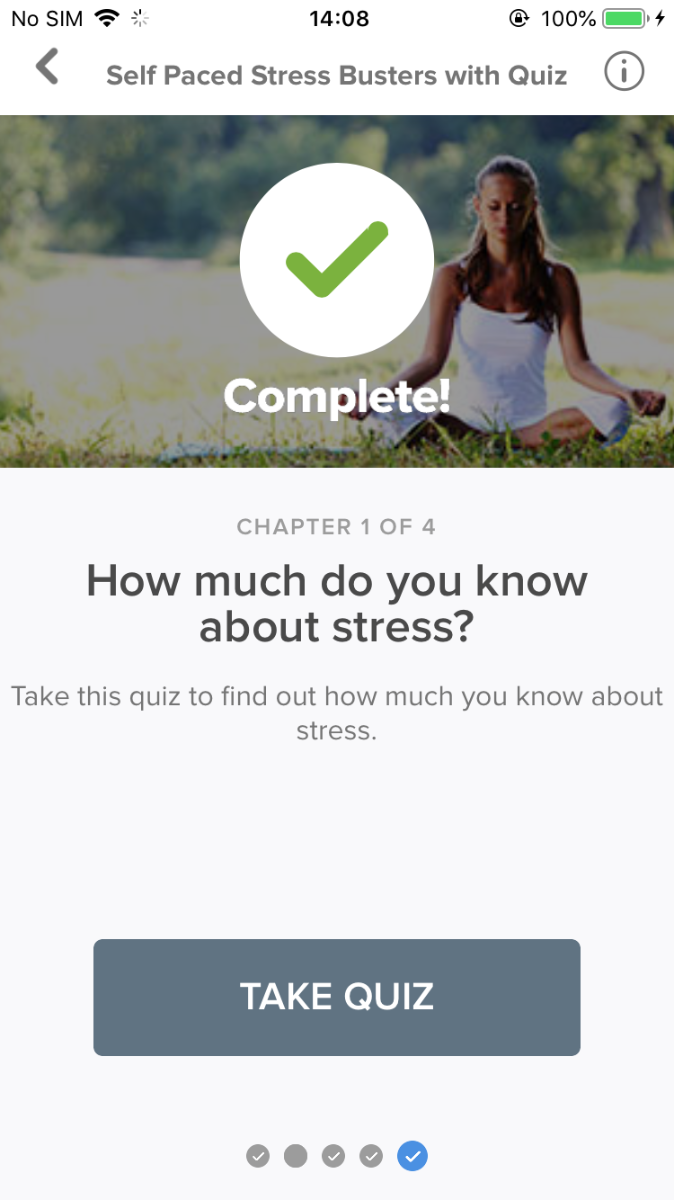 No SIM 14:08 100%
Self Paced Stress Busters with Quiz
Complete!
CHAPTER 1 OF 4
How much do you know
about stress?
Take this quiz to find out how much you know about
stress.
TAKE QUIZ